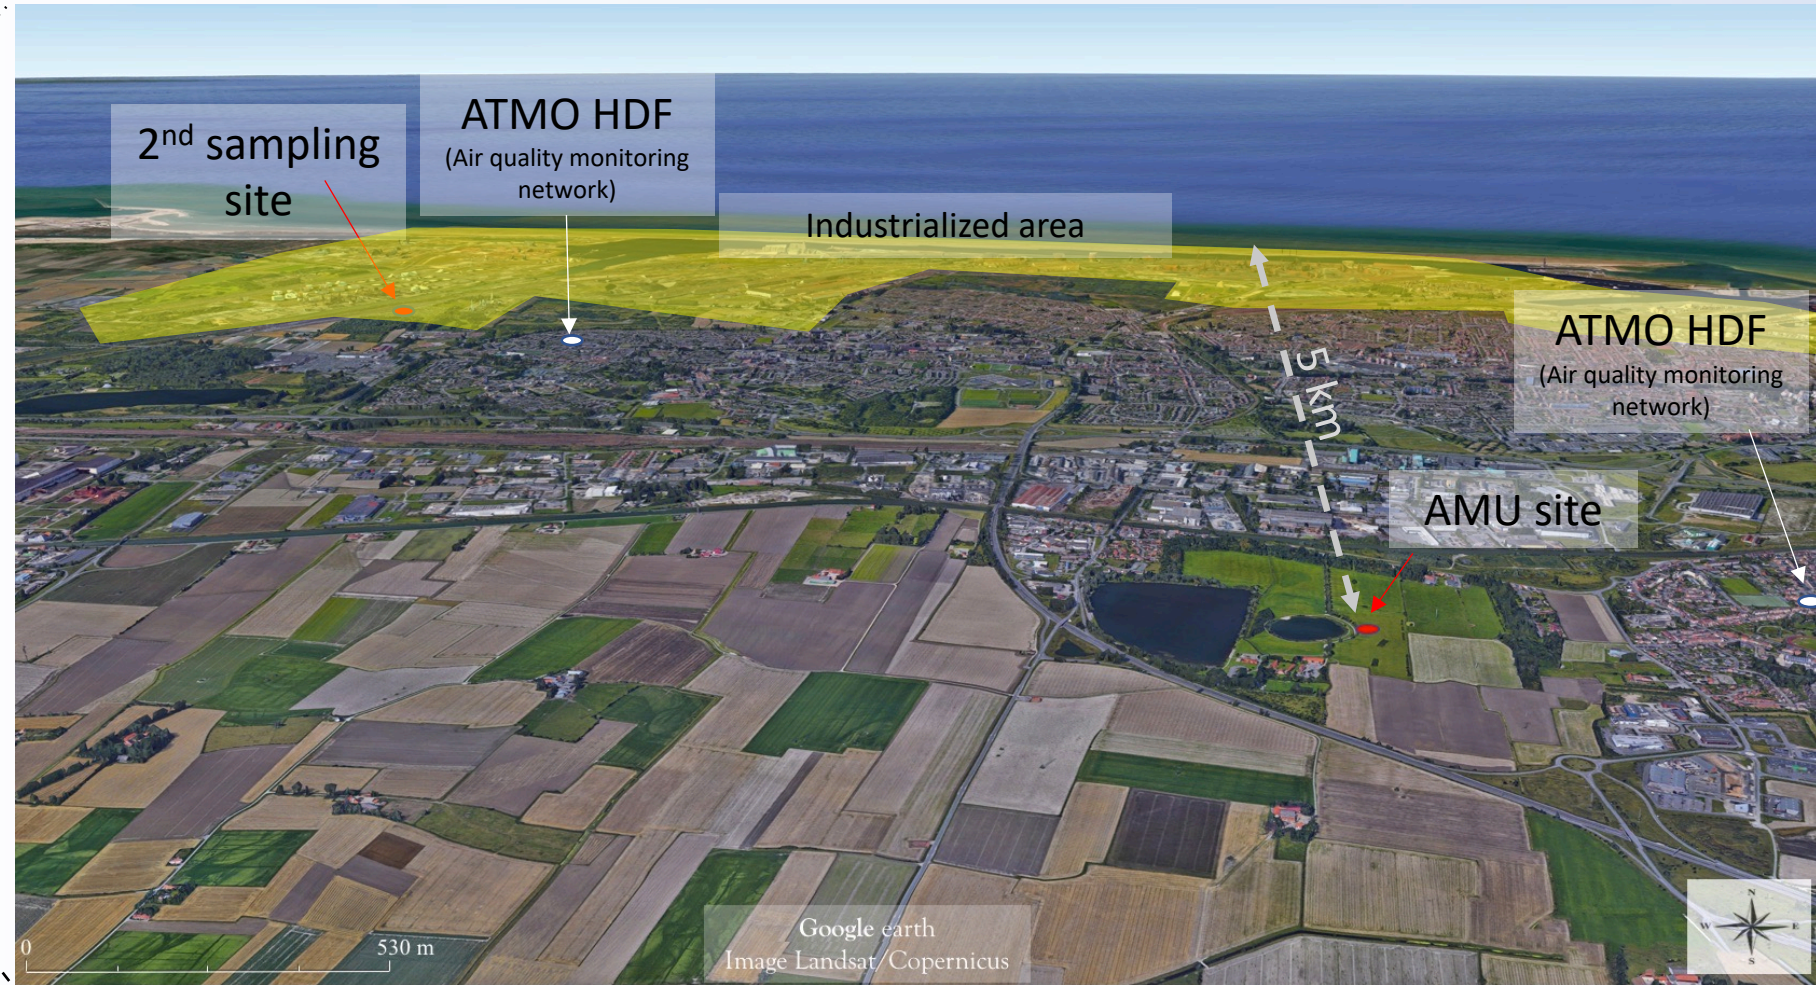 2nd sampling
site
ATMO HDF
(Air quality monitoring
network)
Industrialized area
5 km
ATMO HDF
(Air quality monitoring
network)
AMU site
0
530 m
Google earth
Image Landsat/Copernicus
N
W
E
S